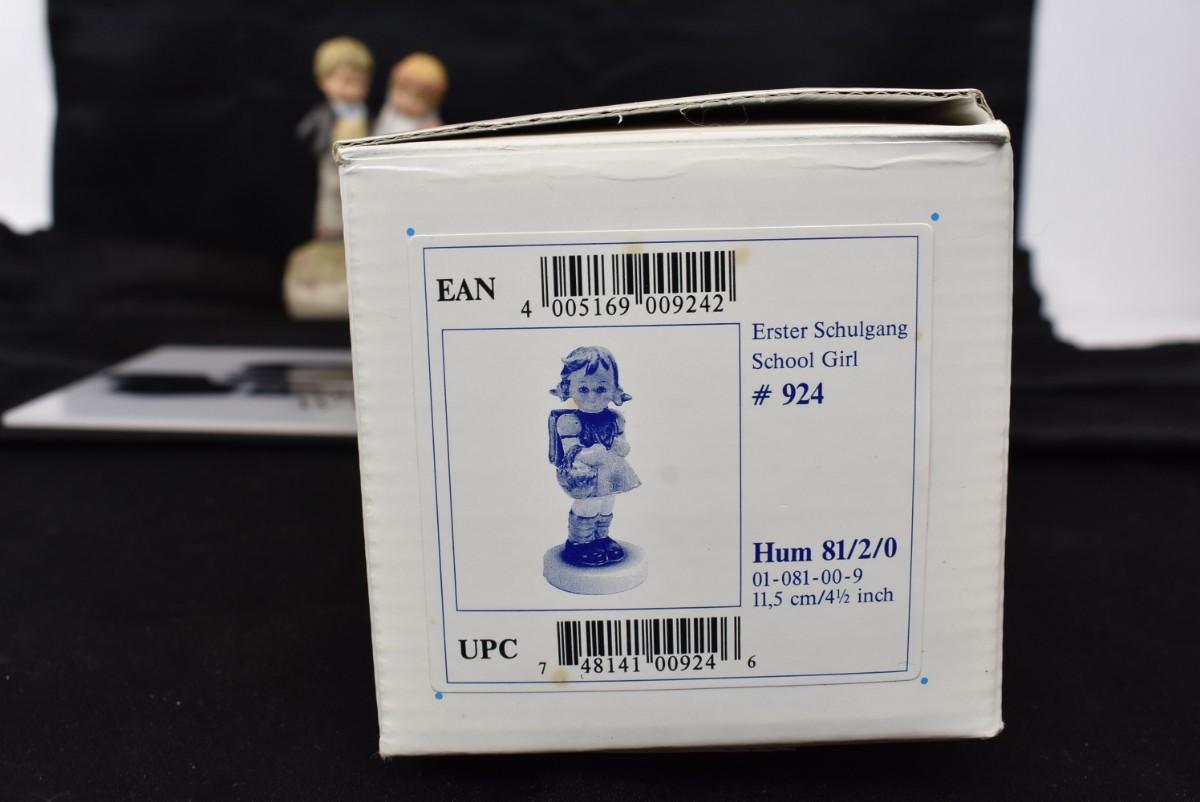 EAN
4 005169 009242
Erster Schulgang
School Girl
# 924
Hum 81/2/0
01-081-00-9
11,5 cm/4½ inch
UPC
7 48141 00924 6